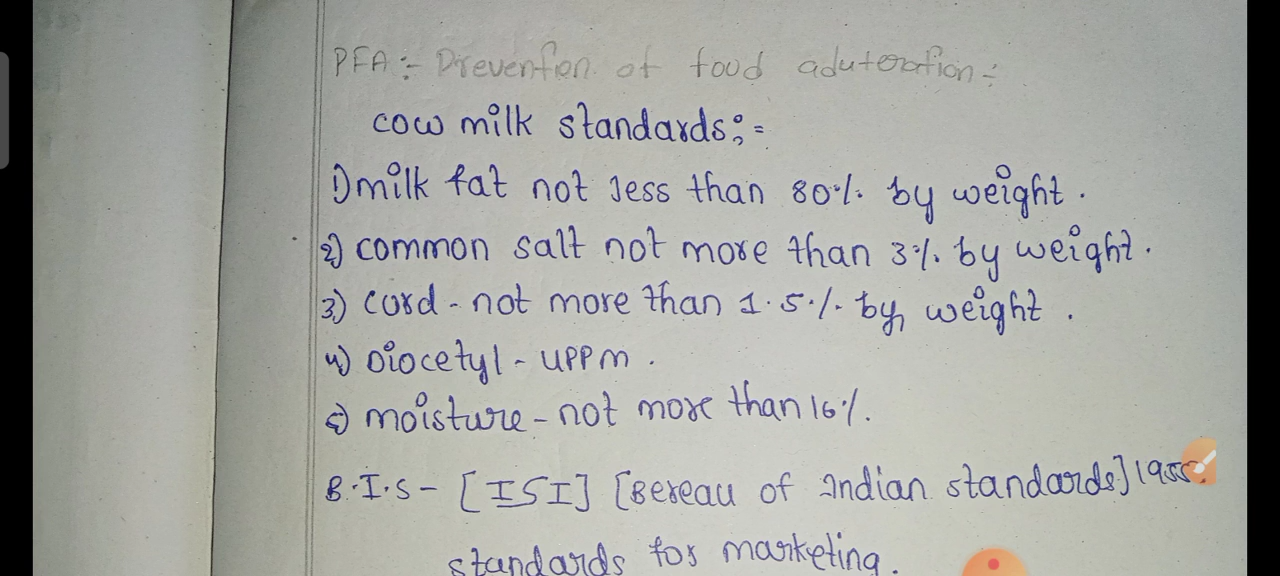 PFA :- Prevention of food aduteration :-
cow milk standards; =
1) milk fat not less than 80% by weight.
2) common salt not more than 3% by weight.
3) curd - not more than 1.5% by weight.
4) Diocetyl - 4PPM.
5) moisture - not more than 16%.
B.I.S - [ISI] [Bereau of Indian standards] 1955
standards for marketing.